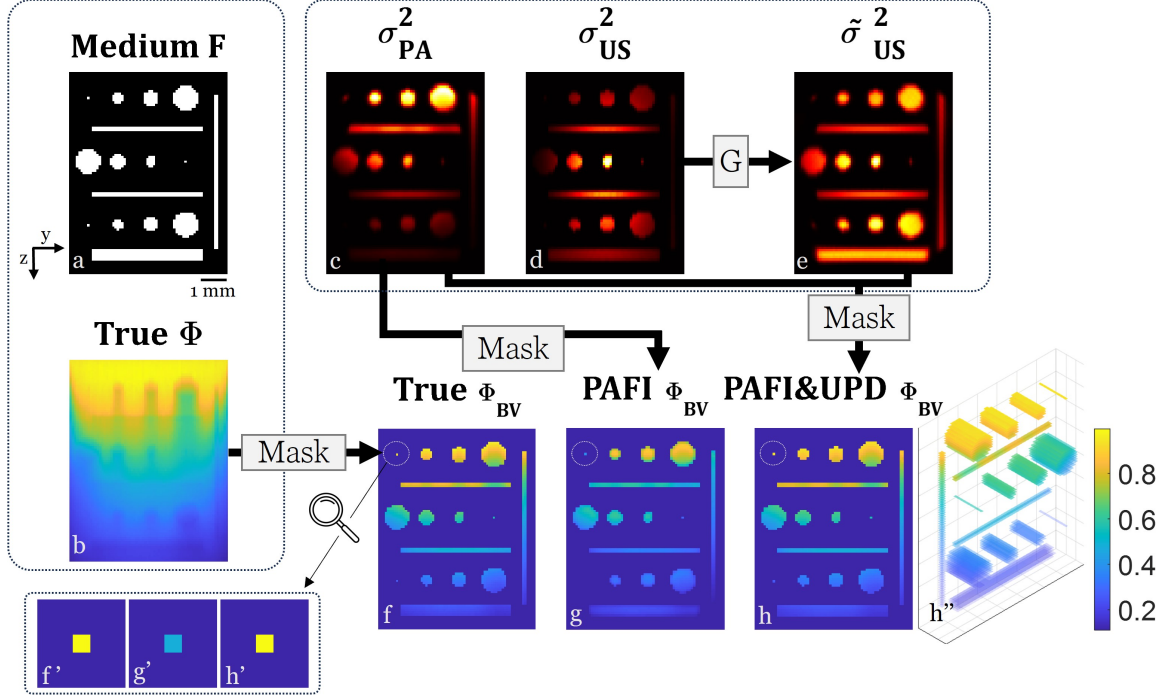 Medium F
σ²PA
σ²US
σ̃²US
G
y
z
a
c
d
e
1 mm
True Φ
Mask
Mask
True ΦBV
PAFI ΦBV
PAFI&UPD ΦBV
Mask
b
f
g
h
h”
0.8
0.6
0.4
0.2
f’
g’
h’